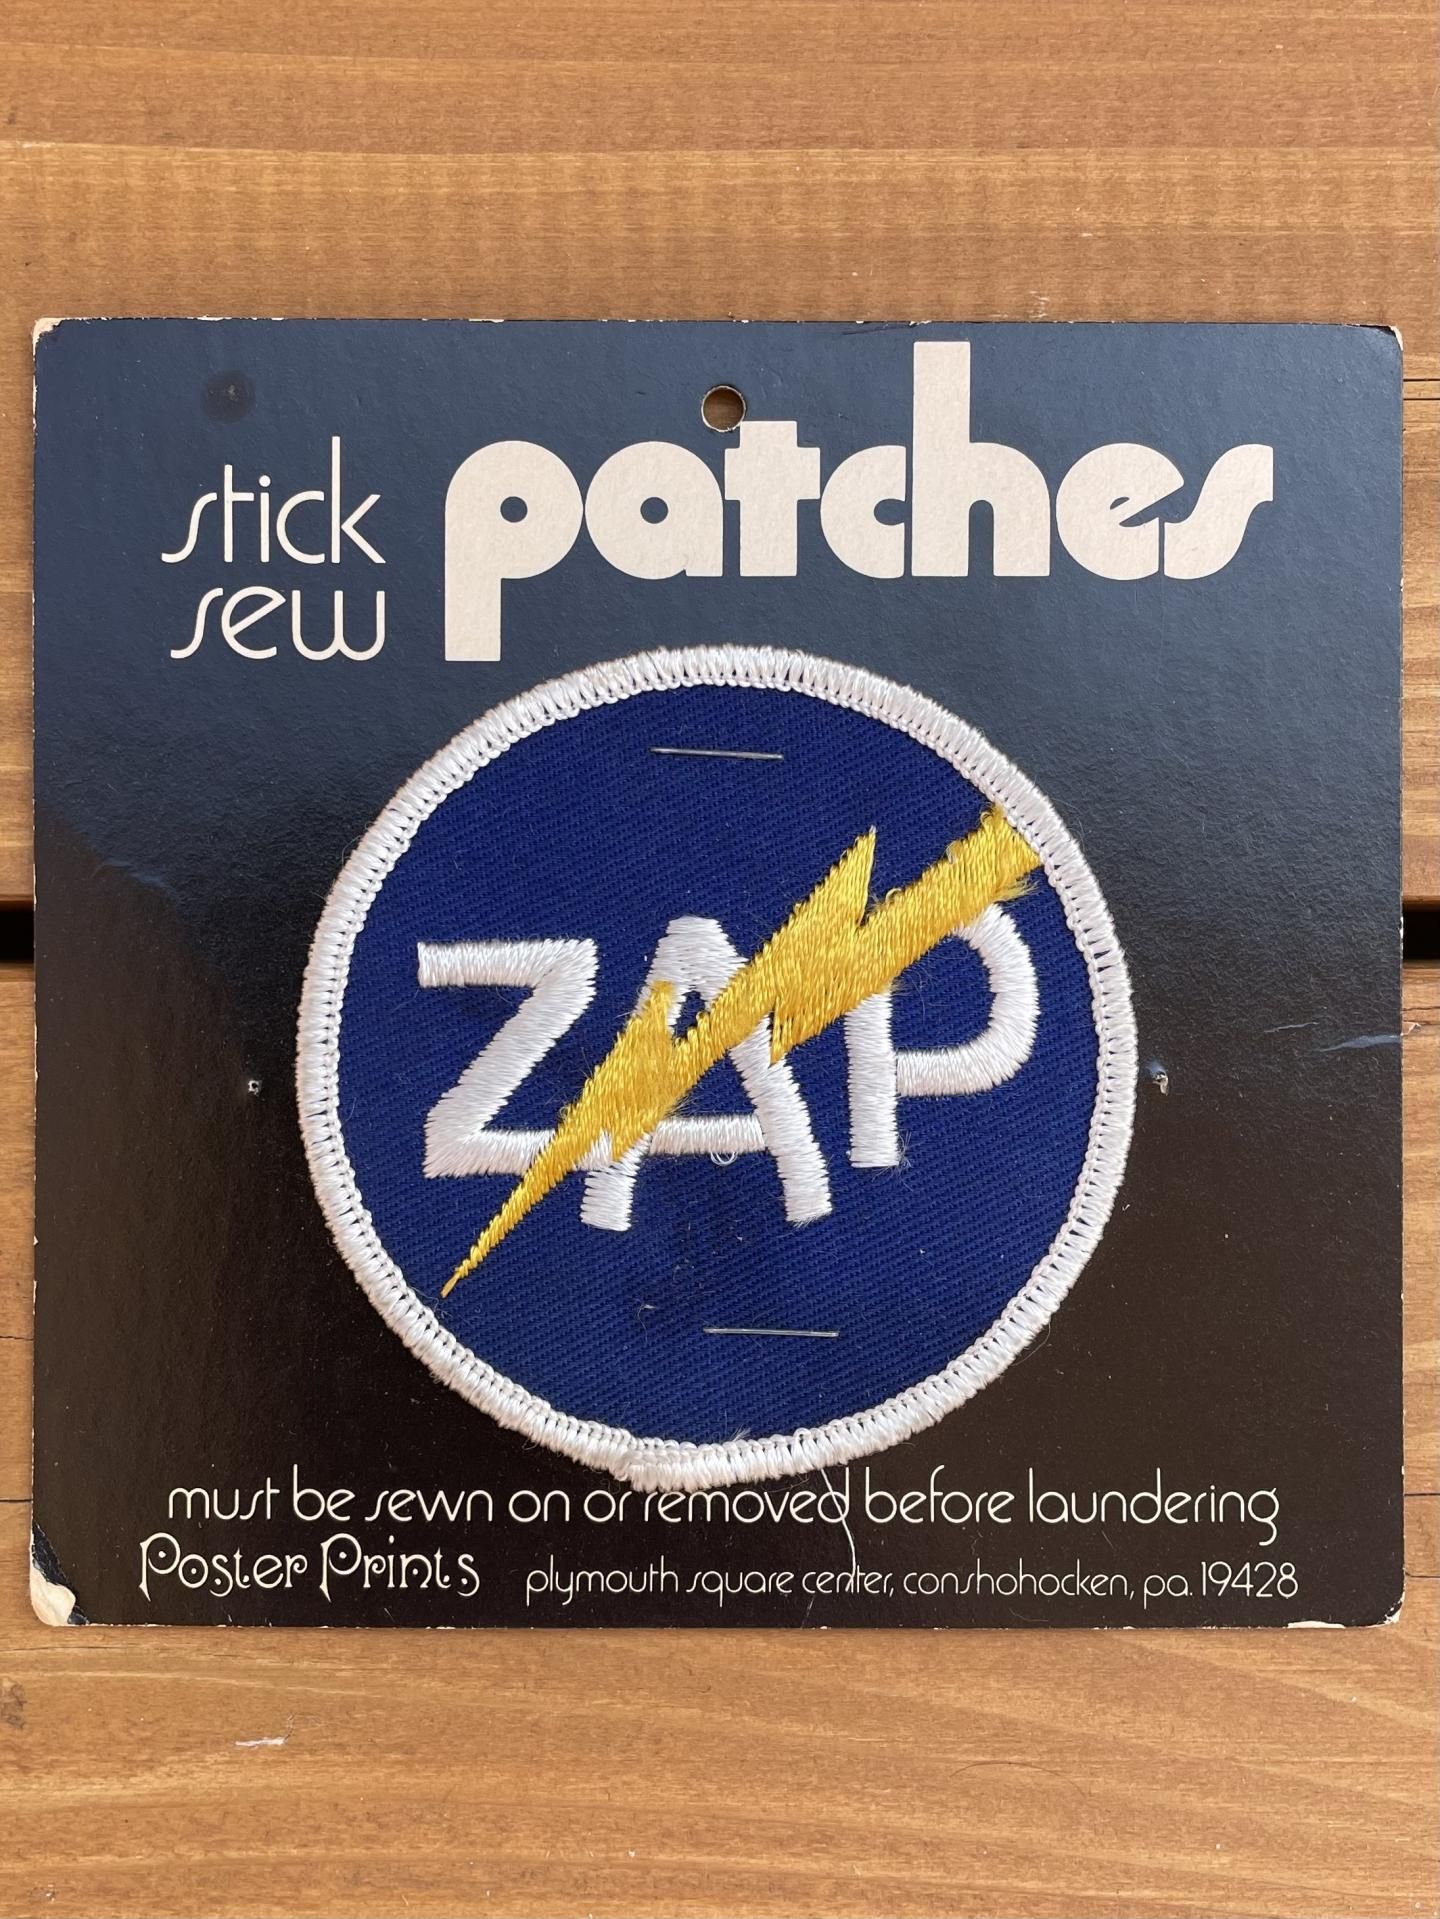 stick
sew
patches
ZAP
must be sewn on or removed before laundering
Poster Prints
plymouth square center, conshohocken, pa. 19428